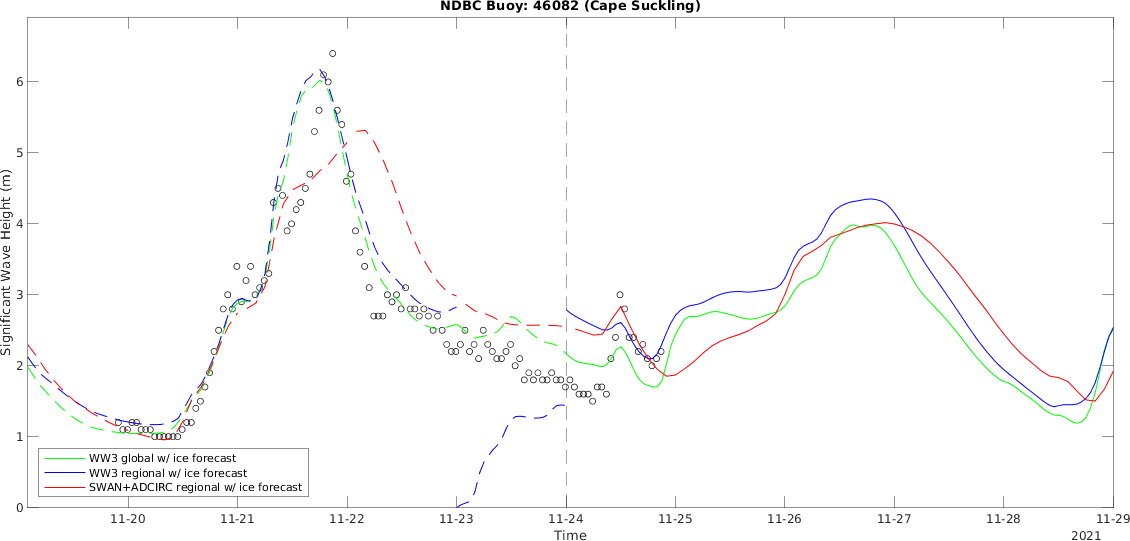 NDBC Buoy: 46082 (Cape Suckling)
Significant Wave Height (m)
6
5
4
3
2
1
0
WW3 global w/ ice forecast
WW3 regional w/ ice forecast
SWAN+ADCIRC regional w/ ice forecast
11-20 11-21 11-22 11-23 11-24 11-25 11-26 11-27 11-28 11-29
Time
2021